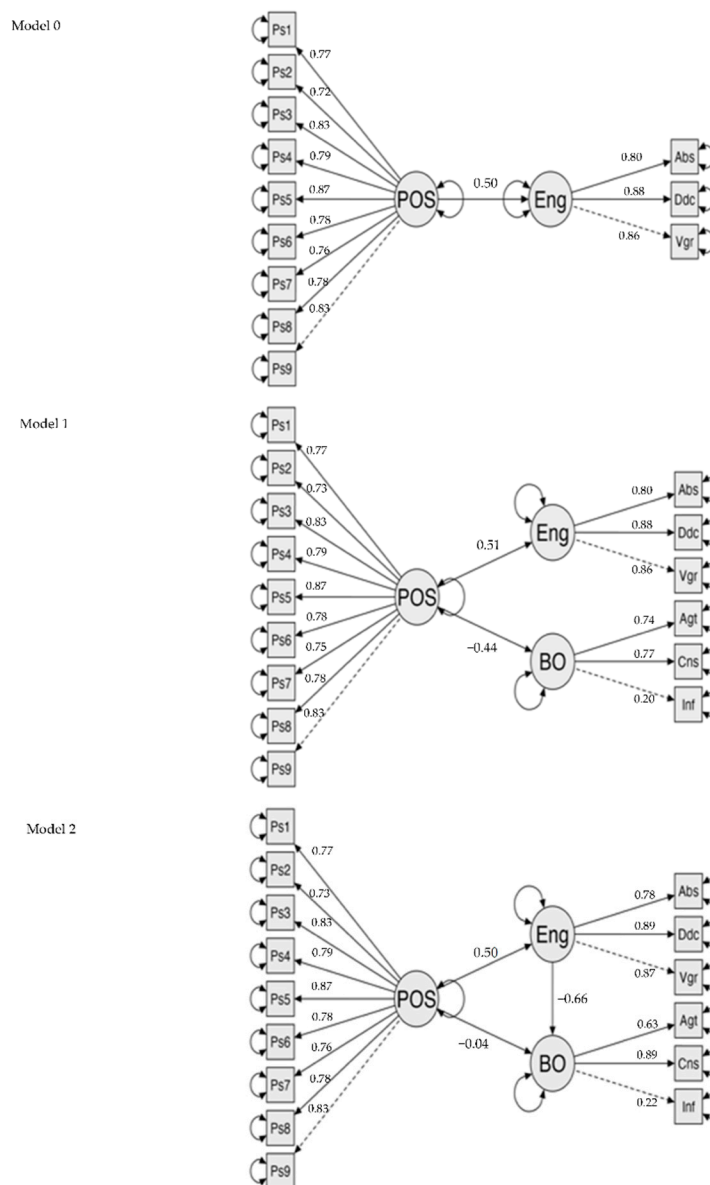 Model 0
Ps1
0.77
Ps2
0.72
Ps3
0.83
Ps4
0.79
Ps5
0.87
Ps6
0.78
Ps7
0.76
Ps8
0.78
Ps9
0.83
POS
0.50
Eng
0.80
Abs
0.88
Ddc
0.86
Vgr
Model 1
Ps1
0.77
Ps2
0.73
Ps3
0.83
Ps4
0.79
Ps5
0.87
Ps6
0.78
Ps7
0.75
Ps8
0.78
Ps9
0.83
POS
0.51
Eng
0.80
Abs
0.88
Ddc
0.86
Vgr
−0.44
BO
0.74
Agt
0.77
Cns
0.20
Inf
Model 2
Ps1
0.77
Ps2
0.73
Ps3
0.83
Ps4
0.79
Ps5
0.87
Ps6
0.78
Ps7
0.76
Ps8
0.78
Ps9
0.83
POS
0.50
Eng
0.78
Abs
0.89
Ddc
0.87
Vgr
−0.66
−0.04
BO
0.63
Agt
0.89
Cns
0.22
Inf